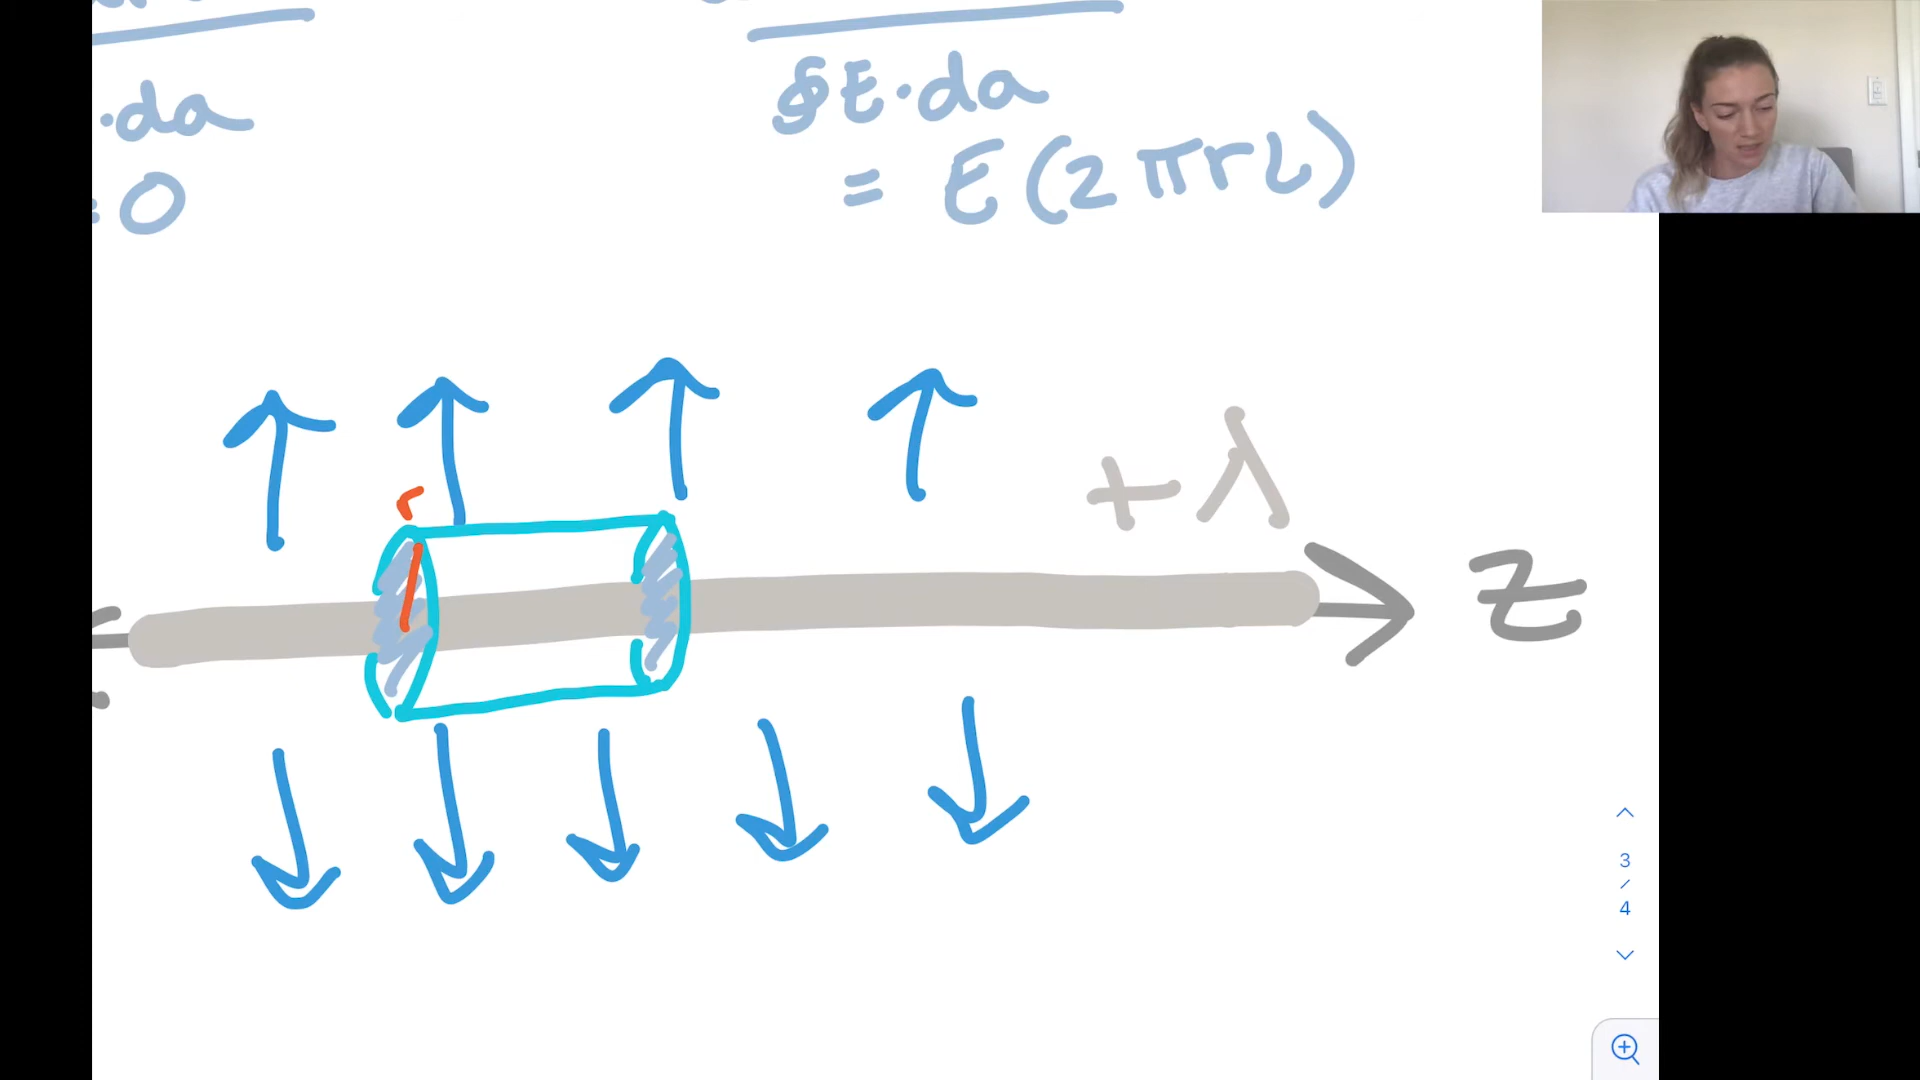 ·da
= 0
∮E·da
= E(2πrL)
r
+λ
z
3
/
4